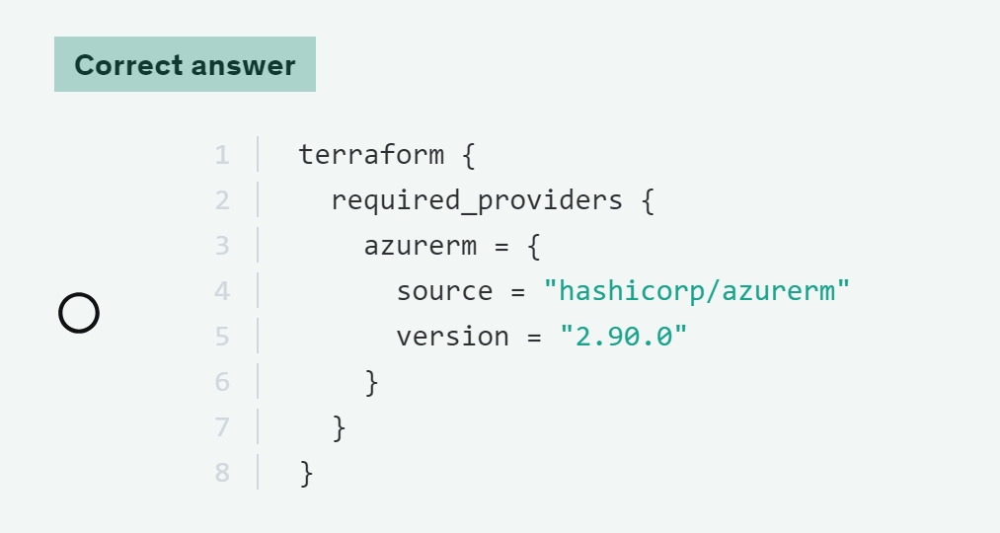 Correct answer
1 terraform {
2 required_providers {
3 azurerm = {
4 source = "hashicorp/azurerm"
5 version = "2.90.0"
6 }
7 }
8 }